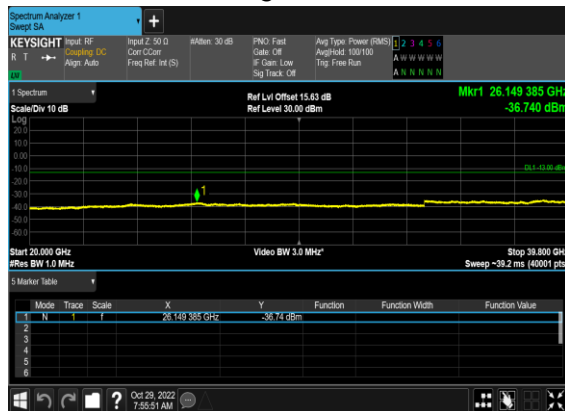 Spectrum Analyzer 1
Swept SA
KEYSIGHT
R T
LW
Input: RF
Coupling: DC
Align: Auto
Input Z: 50 Ω
Corr CCorr
Freq Ref: Int (S)
#Atten: 30 dB
PNO: Fast
Gate: Off
IF Gain: Low
Sig Track: Off
Avg Type: Power (RMS)
Avg|Hold: 100/100
Trig: Free Run
1 2 3 4 5 6
A W W W W W
A N N N N N
1 Spectrum
Scale/Div 10 dB
Ref Lvl Offset 15.63 dB
Ref Level 30.00 dBm
Mkr1 26.149 385 GHz
-36.740 dBm
Log
20.0
10.0
0.00
-10.0
-20.0
-30.0
-40.0
-50.0
-60.0
DL1 -13.00 dBm
1
Start 20.000 GHz
#Res BW 1.0 MHz
Video BW 3.0 MHz*
Stop 39.800 GHz
Sweep ~39.2 ms (40001 pts)
5 Marker Table
Mode Trace Scale X Y Function Function Width Function Value
1 N 1 f 26.149 385 GHz -36.74 dBm
2
3
4
5
6
? Oct 29, 2022
7:55:51 AM